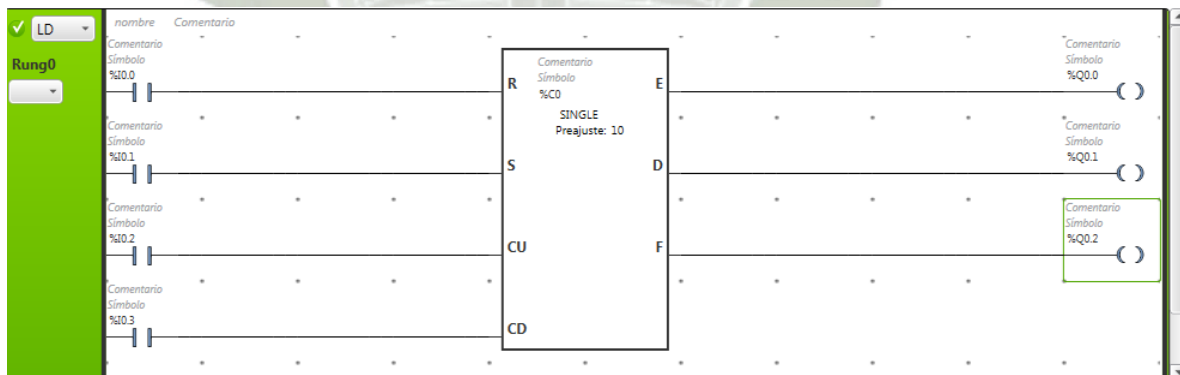 LD
nombre Comentario
Rung0
Comentario
Símbolo
%I0.0
Comentario
Símbolo
%I0.1
Comentario
Símbolo
%I0.2
Comentario
Símbolo
%I0.3
Comentario
Símbolo
%C0
SINGLE
Preajuste: 10
R
S
CU
CD
E
D
F
Comentario
Símbolo
%Q0.0
Comentario
Símbolo
%Q0.1
Comentario
Símbolo
%Q0.2